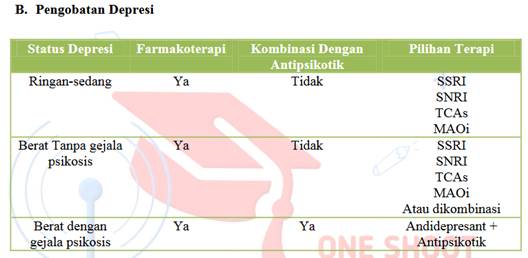 B. Pengobatan Depresi
Status Depresi Farmakoterapi Kombinasi Dengan Antipsikotik Pilihan Terapi
Ringan-sedang Ya Tidak SSRI
SNRI
TCAs
MAOi
Berat Tanpa gejala psikosis Ya Tidak SSRI
SNRI
TCAs
MAOi
Atau dikombinasi
Berat dengan gejala psikosis Ya Ya Andidepresant + Antipsikotik
ONE SHOOT